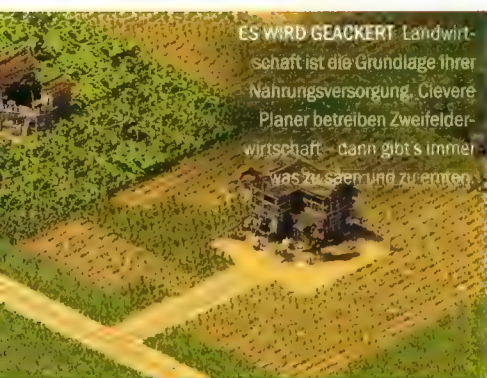 ES WIRD GEACKERT Landwirt-
schaft ist die Grundlage Ihrer
Nahrungsversorgung. Clevere
Planer betreiben Zweifelder-
wirtschaft – dann gibt's immer
was zu säen und zu ernten.